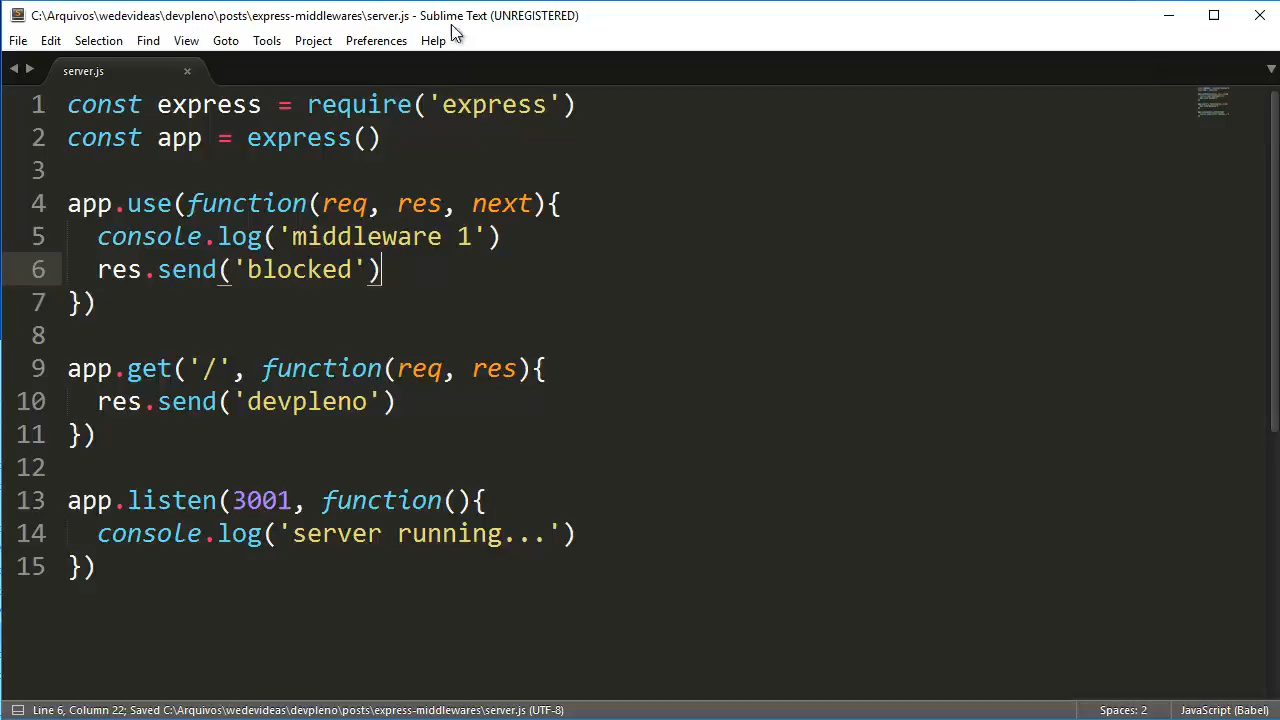 C:\Arquivos\wedevideas\devpleno\posts\express-middlewares\server.js - Sublime Text (UNREGISTERED)
File Edit Selection Find View Goto Tools Project Preferences Help
server.js
1 const express = require('express')
2 const app = express()
3
4 app.use(function(req, res, next){
5   console.log('middleware 1')
6   res.send('blocked')
7 })
8
9 app.get('/', function(req, res){
10   res.send('devpleno')
11 })
12
13 app.listen(3001, function(){
14   console.log('server running...')
15 })
Line 6, Column 22; Saved C:\Arquivos\wedevideas\devpleno\posts\express-middlewares\server.js (UTF-8) Spaces: 2 JavaScript (Babel)